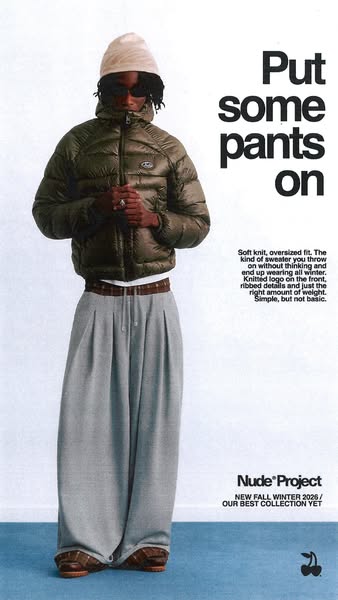 Put
some
pants
on
Soft knit, oversized fit. The
kind of sweater you throw
on without thinking and
end up wearing all winter.
Knitted logo on the front,
ribbed details and just the
right amount of weight.
Simple, but not basic.
Nude®Project
NEW FALL WINTER 2026 /
OUR BEST COLLECTION YET